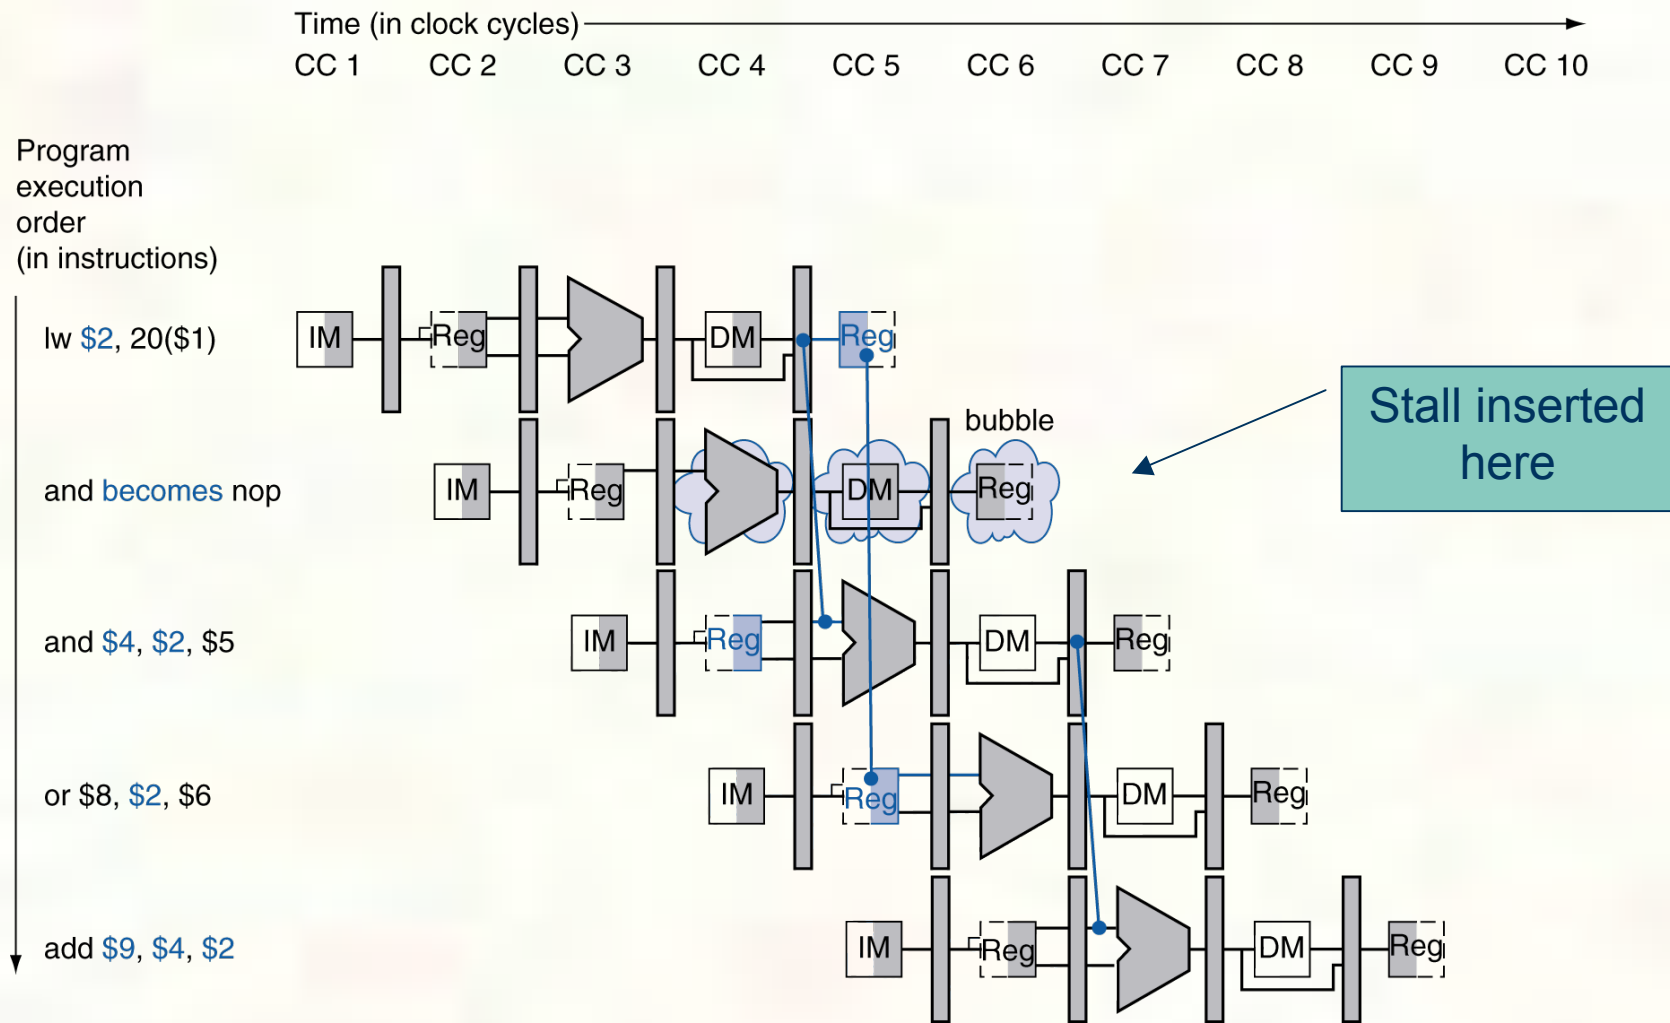 Time (in clock cycles)
CC 1 CC 2 CC 3 CC 4 CC 5 CC 6 CC 7 CC 8 CC 9 CC 10
Program
execution
order
(in instructions)
lw $2, 20($1) IM Reg DM Reg
Stall inserted
here
bubble
and becomes nop IM Reg DM Reg
and $4, $2, $5 IM Reg DM Reg
or $8, $2, $6 IM Reg DM Reg
add $9, $4, $2 IM Reg DM Reg